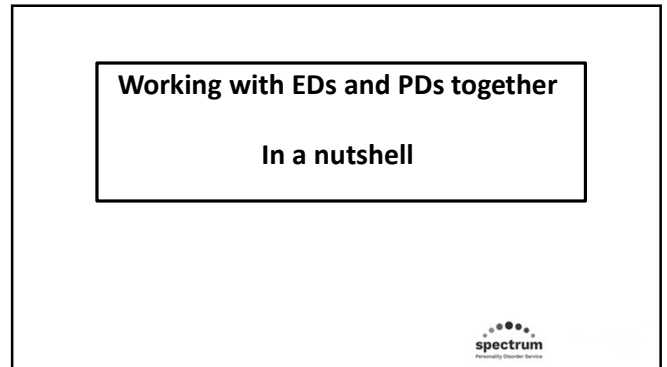 Working with EDs and PDs together
In a nutshell
spectrum
Personality Disorder Service